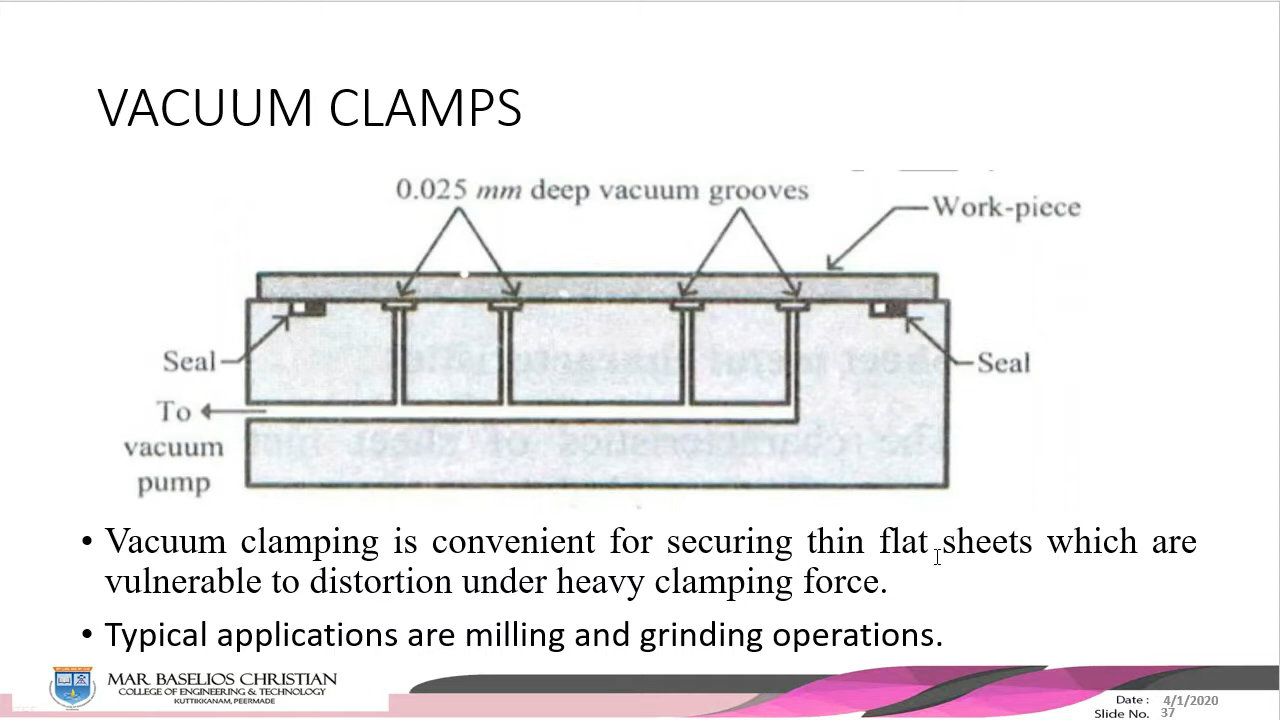 VACUUM CLAMPS
0.025 mm deep vacuum grooves
Work-piece
Seal
Seal
To
vacuum
pump
• Vacuum clamping is convenient for securing thin flat sheets which are
vulnerable to distortion under heavy clamping force.
• Typical applications are milling and grinding operations.
MAR BASELIOS CHRISTIAN
COLLEGE OF ENGINEERING & TECHNOLOGY
KUTTIKKANAM, PEERMADE
Date : 4/1/2020
Slide No. 37